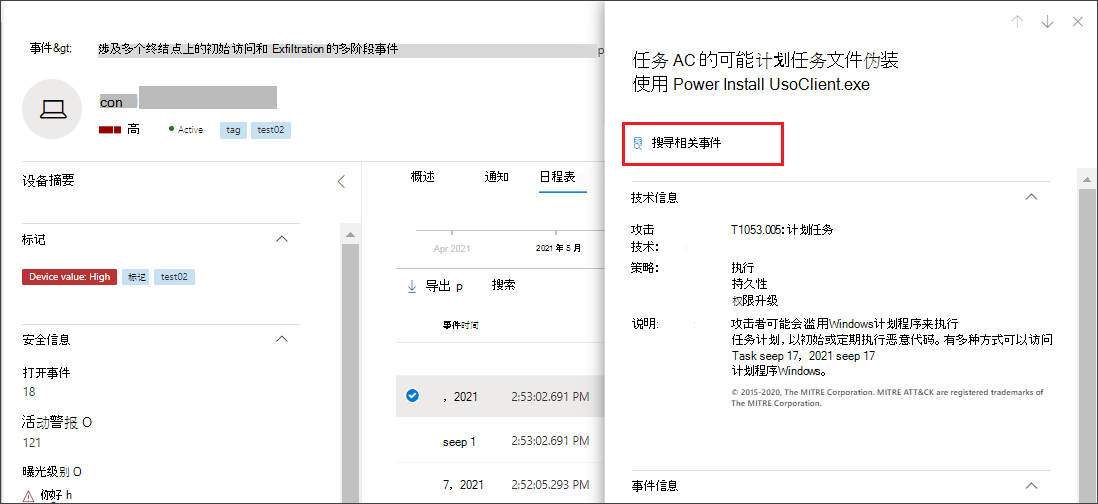 事件&gt;
涉及多个终结点上的初始访问和 Exfiltration 的多阶段事件
p
con
高
Active
tag
test02
设备摘要
标记
Device value: High
标记
test02
安全信息
打开事件
18
活动警报 O
121
曝光级别 O
你好 h
概述
通知
日程表
Apr 2021
2021 年 5 月
导出 p
搜索
事件时间
，2021
2:53:02.691 PM
seep 1
2:53:02.691 PM
7，2021
2:52:05.293 PM
任务 AC 的可能计划任务文件伪装
使用 Power Install UsoClient.exe
搜寻相关事件
技术信息
攻击
技术:
T1053.005: 计划任务
策略:
执行
持久性
权限升级
说明:
攻击者可能会滥用Windows计划程序来执行
任务计划，以初始或定期执行恶意代码。有多种方式可以访问
Task seep 17，2021 seep 17
计划程序Windows。
© 2015-2020, The MITRE Corporation. MITRE ATT&CK are registered trademarks of
The MITRE Corporation.
事件信息